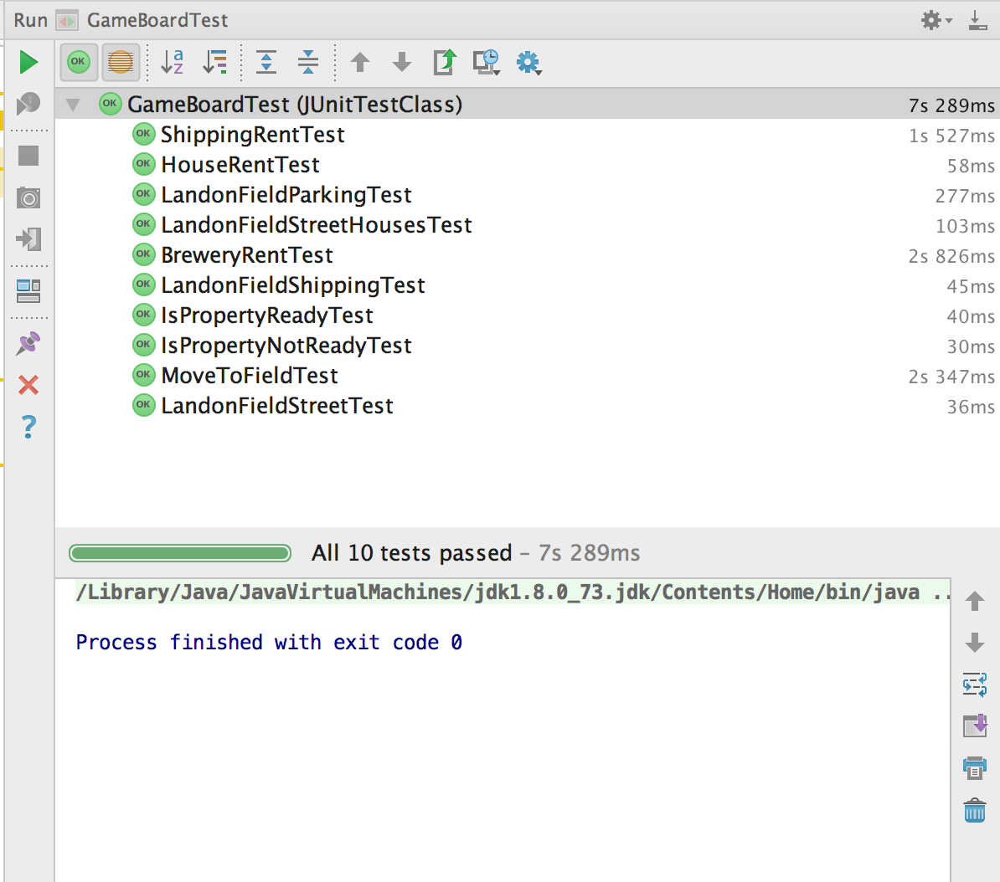 Run GameBoardTest
OK a z
OK GameBoardTest (JUnitTestClass) 7s 289ms
OK ShippingRentTest 1s 527ms
OK HouseRentTest 58ms
OK LandonFieldParkingTest 277ms
OK LandonFieldStreetHousesTest 103ms
OK BreweryRentTest 2s 826ms
OK LandonFieldShippingTest 45ms
OK IsPropertyReadyTest 40ms
OK IsPropertyNotReadyTest 30ms
OK MoveToFieldTest 2s 347ms
OK LandonFieldStreetTest 36ms
?
All 10 tests passed – 7s 289ms
/Library/Java/JavaVirtualMachines/jdk1.8.0_73.jdk/Contents/Home/bin/java ..
Process finished with exit code 0